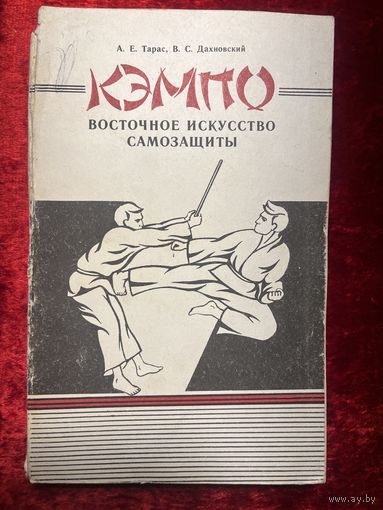 А. Е. Тарас, В. С. Дахновский
КЭМПО
ВОСТОЧНОЕ ИСКУССТВО
САМОЗАЩИТЫ
www.ay.by